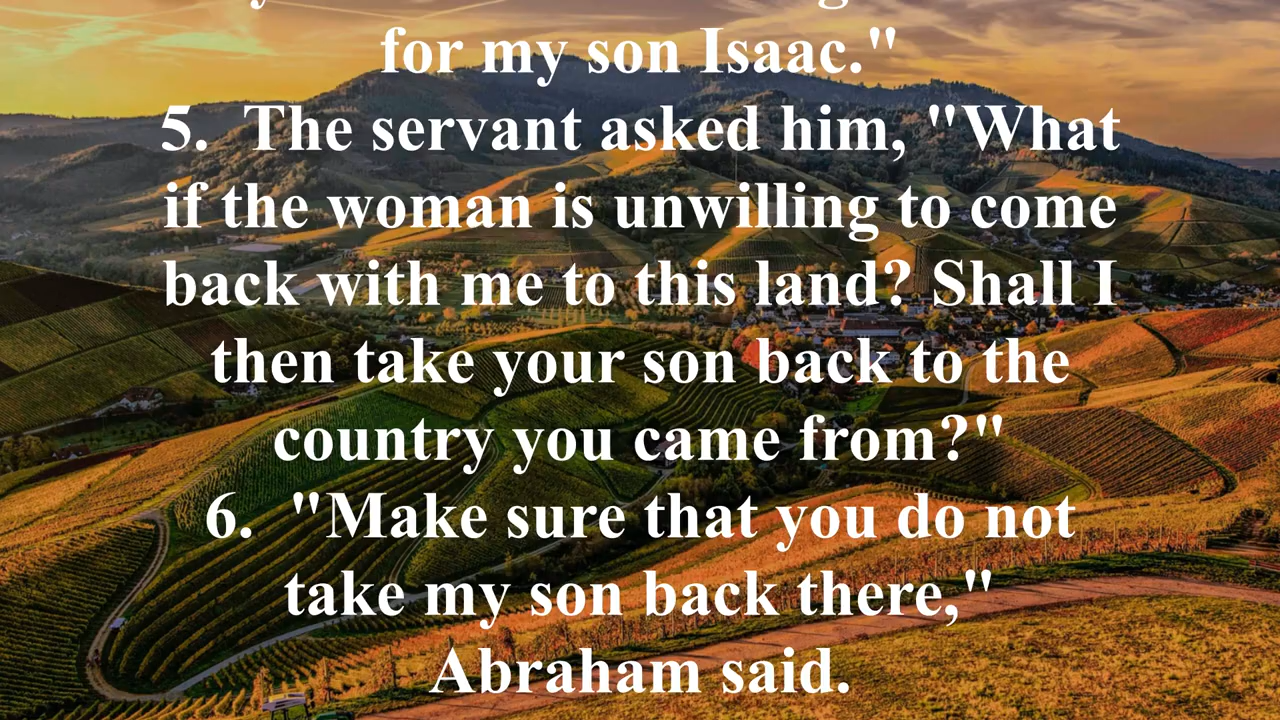 for my son Isaac."
5. The servant asked him, "What
if the woman is unwilling to come
back with me to this land? Shall I
then take your son back to the
country you came from?"
6. "Make sure that you do not
take my son back there,"
Abraham said.